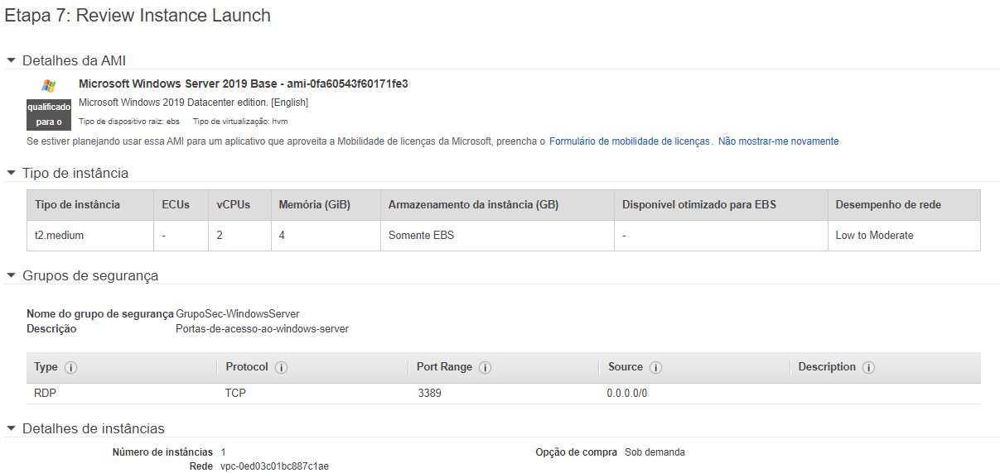 Etapa 7: Review Instance Launch
Detalhes da AMI
Microsoft Windows Server 2019 Base - ami-0fa60543f60171fe3
qualificado
para o
Microsoft Windows 2019 Datacenter edition. [English]
Tipo de dispositivo raiz: ebs Tipo de virtualização: hvm
Se estiver planejando usar essa AMI para um aplicativo que aproveita a Mobilidade de licenças da Microsoft, preencha o Formulário de mobilidade de licenças. Não mostrar-me novamente
Tipo de instância
Tipo de instância ECUs vCPUs Memória (GiB) Armazenamento da instância (GB) Disponível otimizado para EBS Desempenho de rede
t2.medium - 2 4 Somente EBS - Low to Moderate
Grupos de segurança
Nome do grupo de segurança GrupoSec-WindowsServer
Descrição Portas-de-acesso-ao-windows-server
Type i Protocol i Port Range i Source i Description i
RDP TCP 3389 0.0.0.0/0
Detalhes de instâncias
Número de instâncias 1 Opção de compra Sob demanda
Rede vpc-0ed03c01bc887c1ae